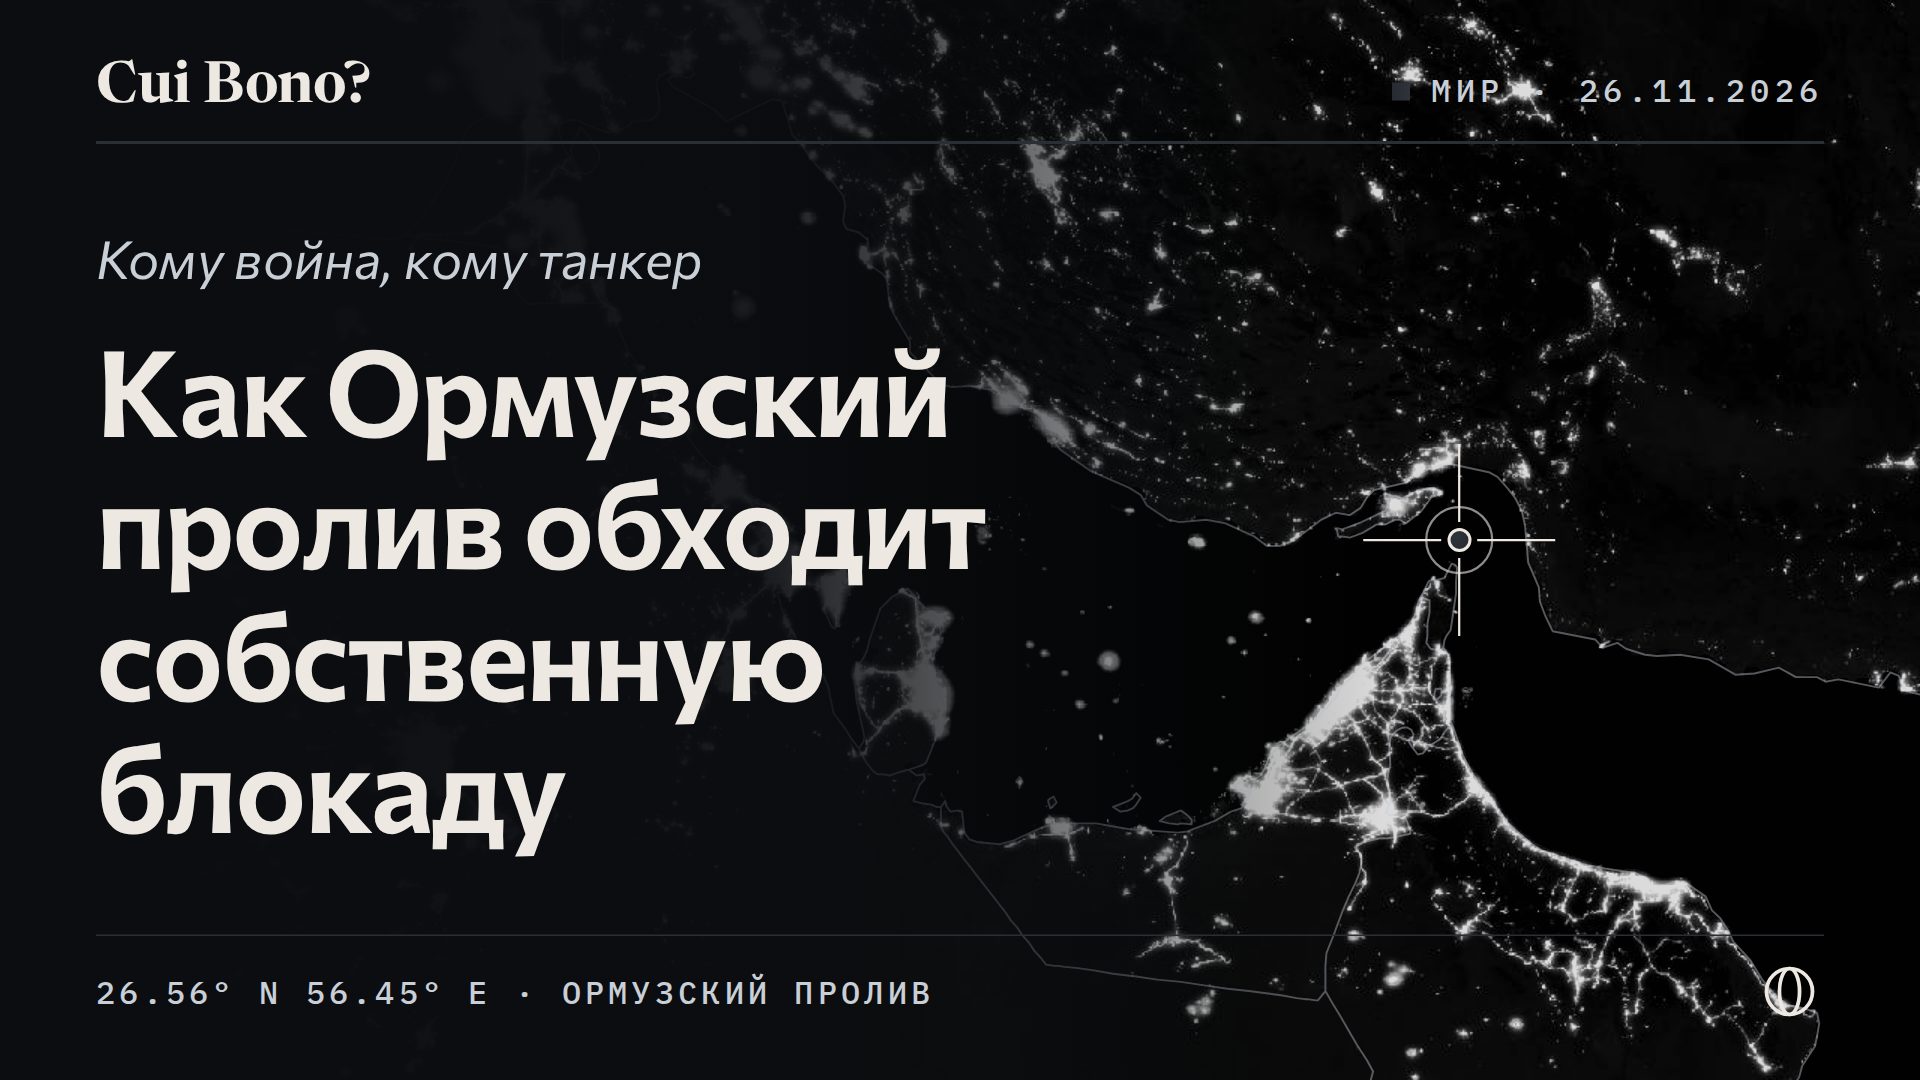 Cui Bono?
МИР · 26.11.2026
Кому война, кому танкер
Как Ормузский
пролив обходит
собственную
блокаду
26.56° N 56.45° E · ОРМУЗСКИЙ ПРОЛИВ